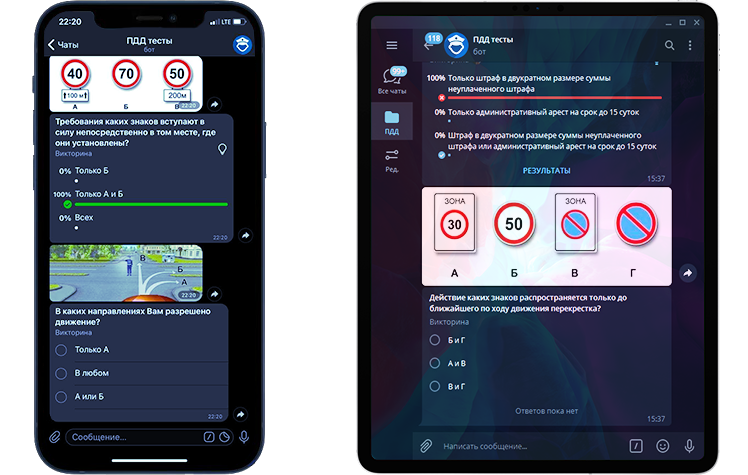 22:20
LTE
Чаты
ПДД тесты
бот
40
70
50
100 м
200м
А
Б
В
22:20
Требования каких знаков вступают в
силу непосредственно в том месте, где
они установлены?
Викторина
0% Только Б
100% Только А и Б
0% Всех
22:20
В
Б
А
22:20
В каких направлениях Вам разрешено
движение?
Викторина
Только А
В любом
А или Б
22:20
Сообщение...
118
ПДД тесты
бот
99+
Все чаты
ПДД
Ред.
100% Только штраф в двукратном размере суммы
неуплаченного штрафа
0% Только административный арест на срок до 15 суток
0% Штраф в двукратном размере суммы неуплаченного
штрафа или административный арест на срок до 15 суток
РЕЗУЛЬТАТЫ
15:37
ЗОНА
30
50
ЗОНА
А
Б
В
Г
Действие каких знаков распространяется только до
ближайшего по ходу движения перекрестка?
Викторина
Б и Г
А и В
В и Г
Ответов пока нет
15:37
Написать сообщение...